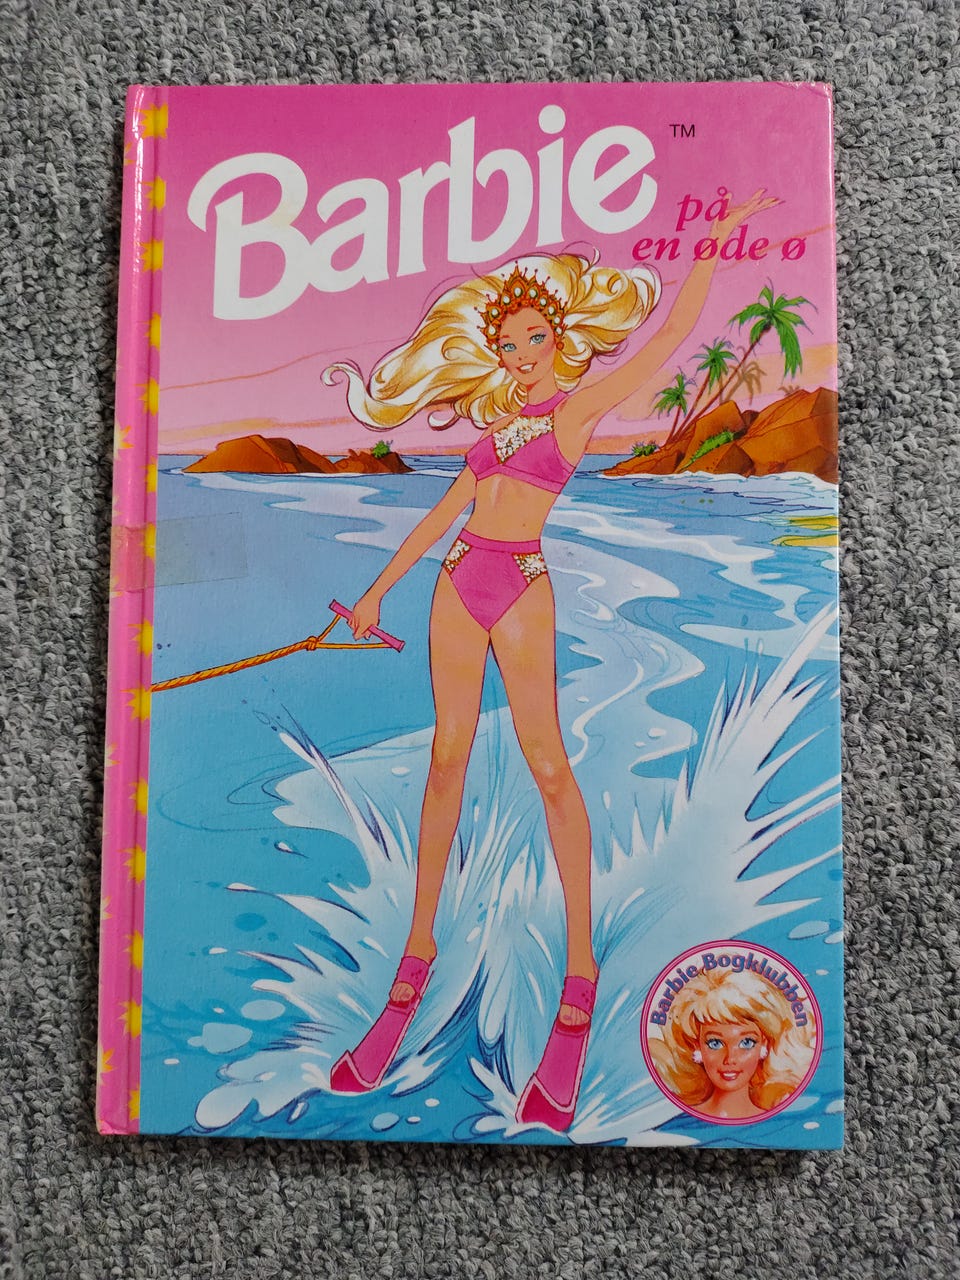 Barbie™
på
en øde ø
Barbie Bogklubben